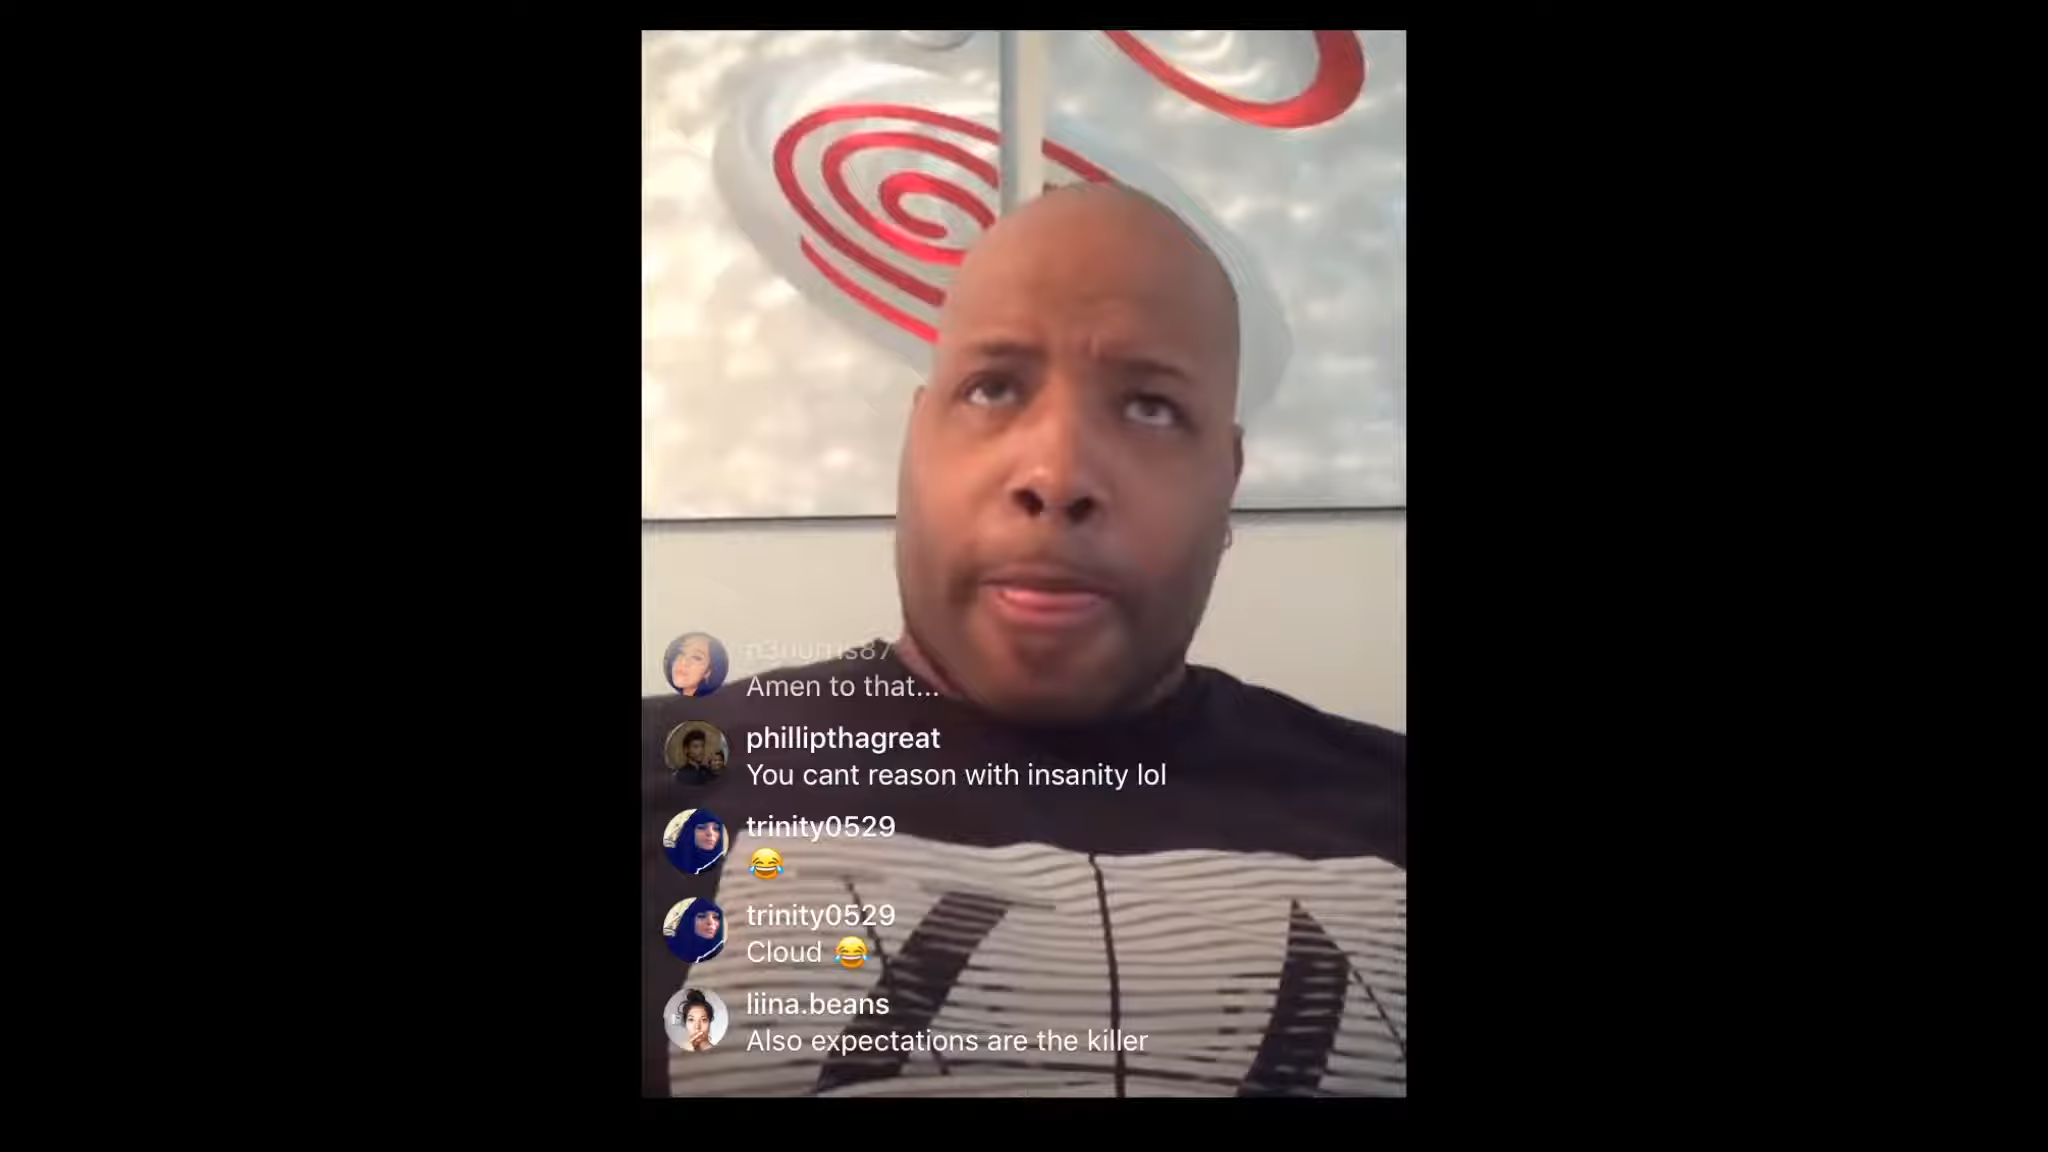 Amen to that...
phillipthagreat
You cant reason with insanity lol
trinity0529
😂
trinity0529
Cloud 😂
liina.beans
Also expectations are the killer